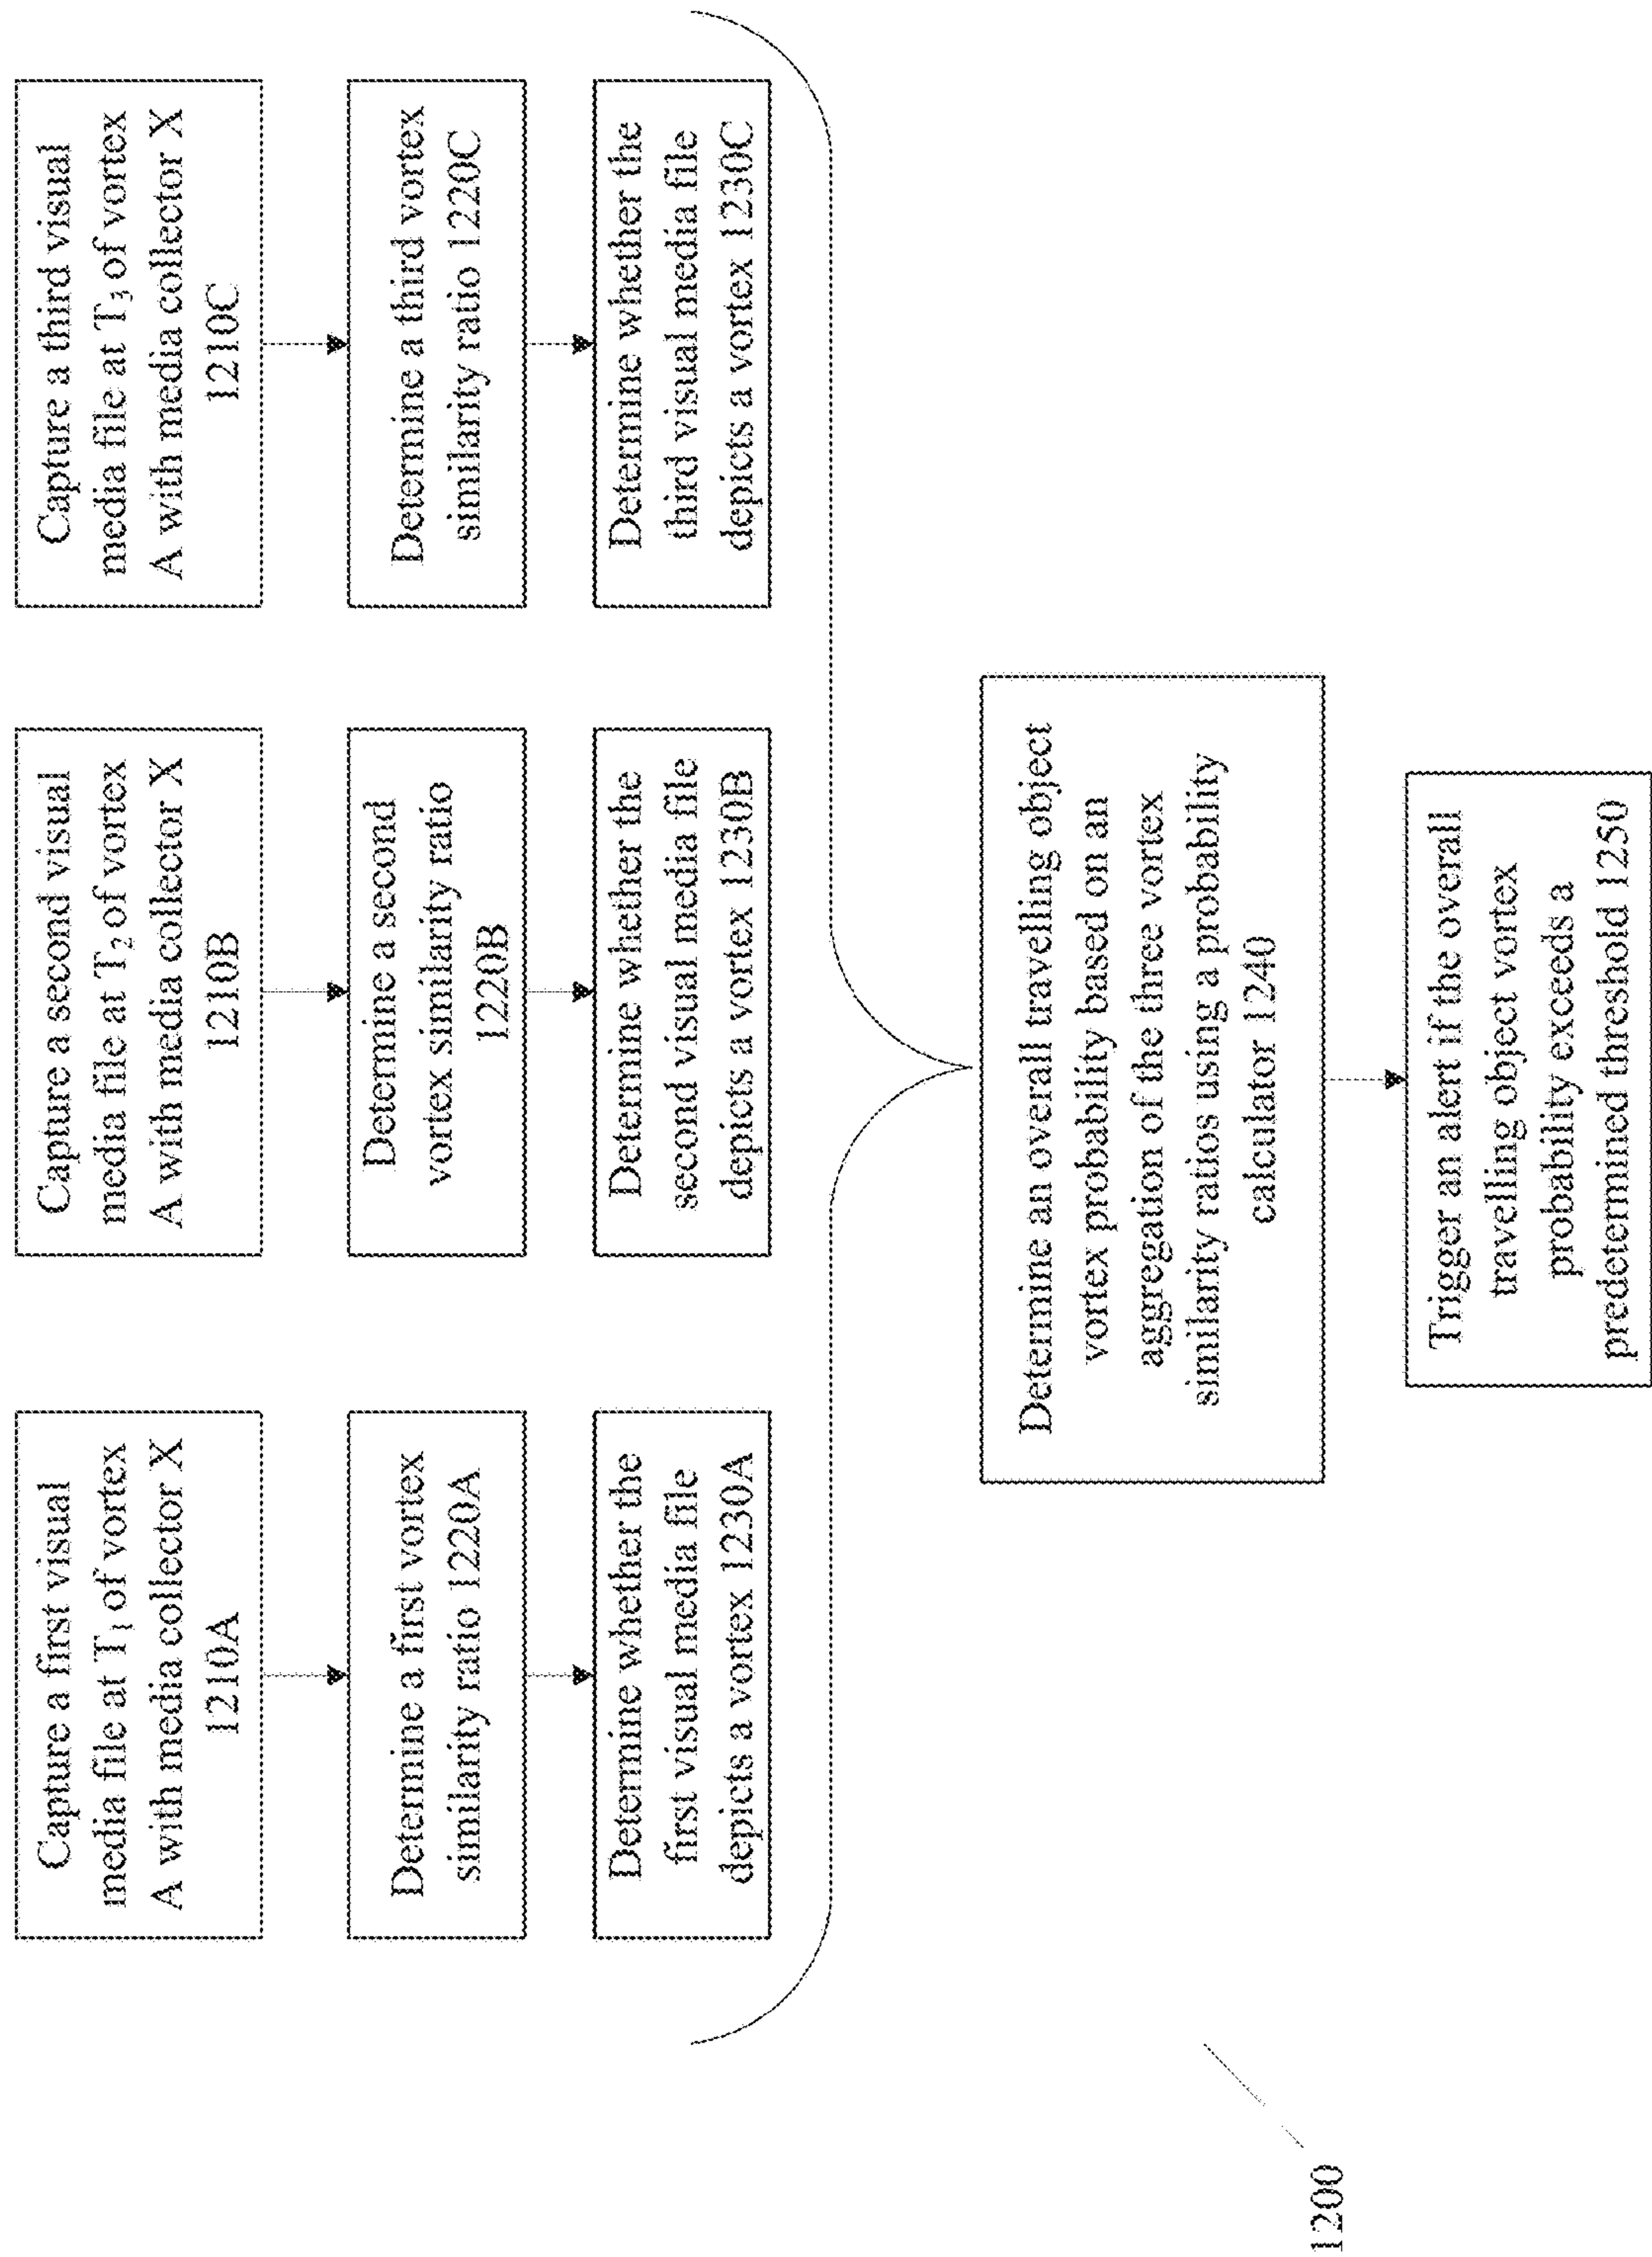 Capture a first visual
media file at T1 of vortex
A with media collector X
1210A
Determine a first vortex
similarity ratio 1220A
Determine whether the
first visual media file
depicts a vortex 1230A
Capture a second visual
media file at T2 of vortex
A with media collector X
1210B
Determine a second
vortex similarity ratio
1220B
Determine whether the
second visual media file
depicts a vortex 1230B
Capture a third visual
media file at T3 of vortex
A with media collector X
1210C
Determine a third vortex
similarity ratio 1220C
Determine whether the
third visual media file
depicts a vortex 1230C
Determine an overall travelling object
vortex probability based on an
aggregation of the three vortex
similarity ratios using a probability
calculator 1240
Trigger an alert if the overall
travelling object vortex
probability exceeds a
predetermined threshold 1250
1200